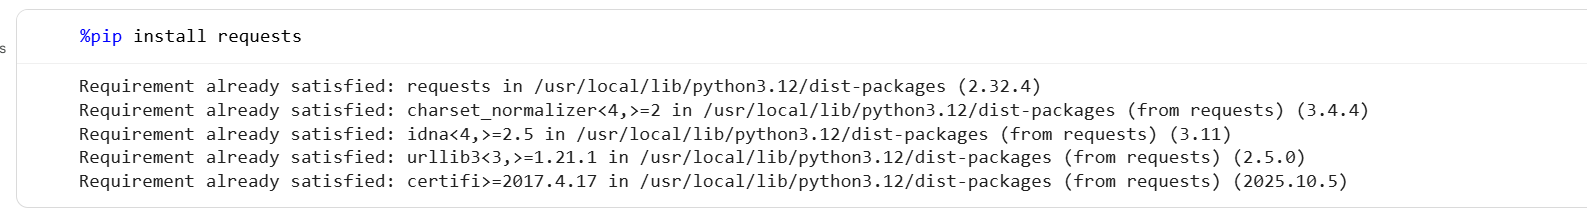 s
%pip install requests
Requirement already satisfied: requests in /usr/local/lib/python3.12/dist-packages (2.32.4)
Requirement already satisfied: charset_normalizer<4,>=2 in /usr/local/lib/python3.12/dist-packages (from requests) (3.4.4)
Requirement already satisfied: idna<4,>=2.5 in /usr/local/lib/python3.12/dist-packages (from requests) (3.11)
Requirement already satisfied: urllib3<3,>=1.21.1 in /usr/local/lib/python3.12/dist-packages (from requests) (2.5.0)
Requirement already satisfied: certifi>=2017.4.17 in /usr/local/lib/python3.12/dist-packages (from requests) (2025.10.5)